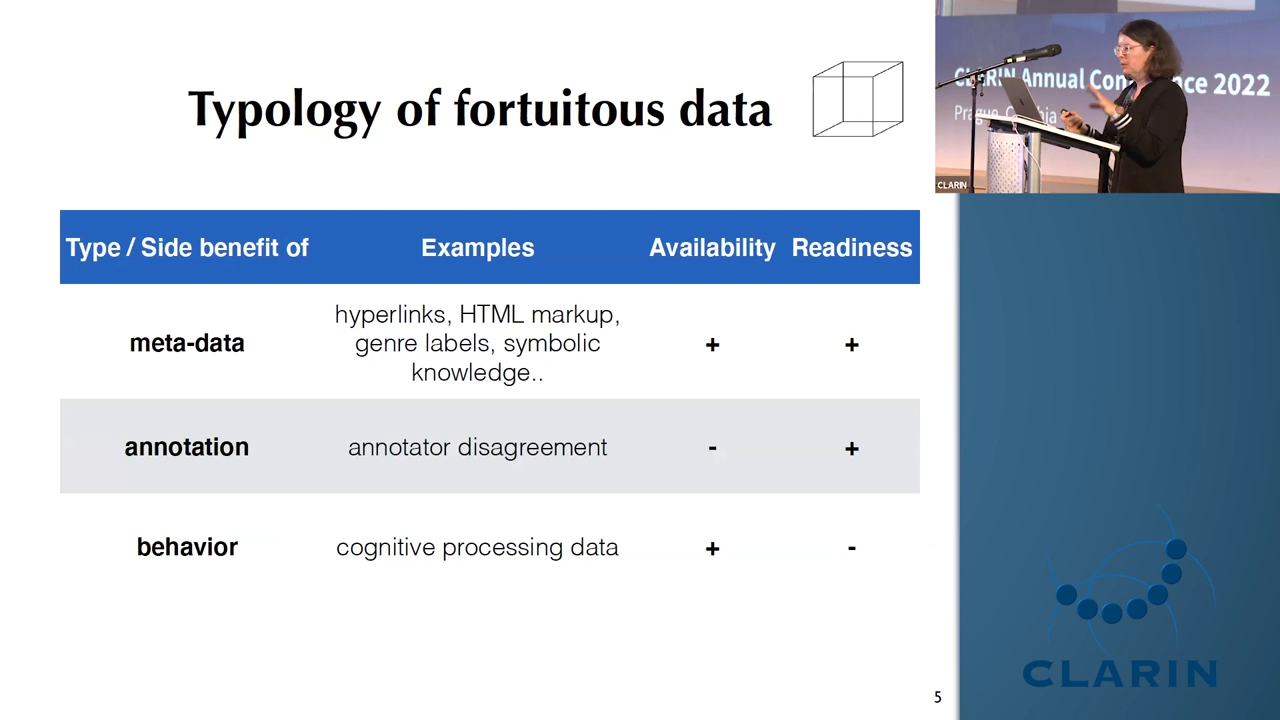 Typology of fortuitous data
CLARIN Annual Conference 2022
Prague, Czechia
CLARIN
Type / Side benefit of Examples Availability Readiness
hyperlinks, HTML markup,
meta-data genre labels, symbolic + +
knowledge..
annotation annotator disagreement - +
behavior cognitive processing data + -
CLARIN
5